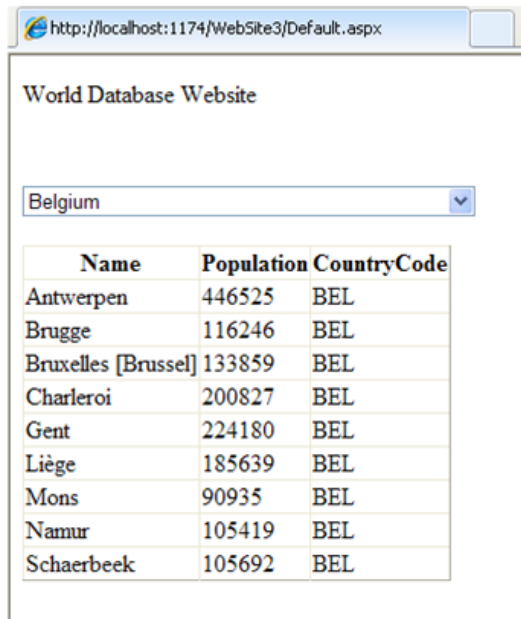 http://localhost:1174/WebSite3/Default.aspx
World Database Website
Belgium
Name Population CountryCode
Antwerpen 446525 BEL
Brugge 116246 BEL
Bruxelles [Brussel] 133859 BEL
Charleroi 200827 BEL
Gent 224180 BEL
Liège 185639 BEL
Mons 90935 BEL
Namur 105419 BEL
Schaerbeek 105692 BEL